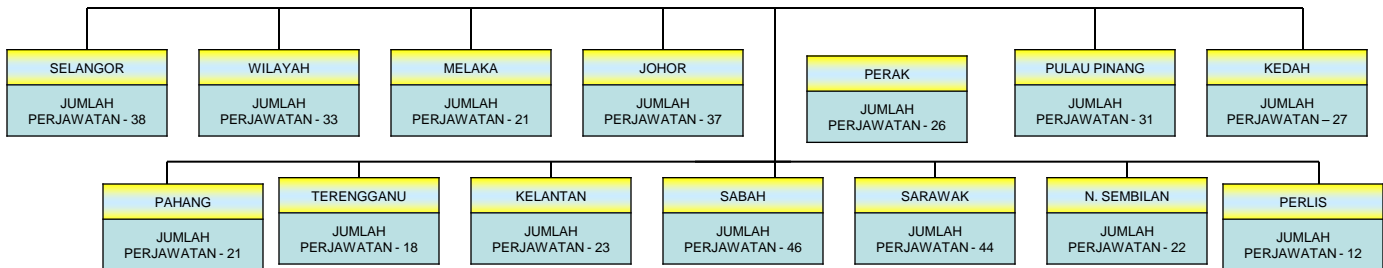 SELANGOR
JUMLAH
PERJAWATAN - 38
WILAYAH
JUMLAH
PERJAWATAN - 33
MELAKA
JUMLAH
PERJAWATAN - 21
JOHOR
JUMLAH
PERJAWATAN - 37
PERAK
JUMLAH
PERJAWATAN - 26
PULAU PINANG
JUMLAH
PERJAWATAN - 31
KEDAH
JUMLAH
PERJAWATAN – 27
PAHANG
JUMLAH
PERJAWATAN - 21
TERENGGANU
JUMLAH
PERJAWATAN - 18
KELANTAN
JUMLAH
PERJAWATAN - 23
SABAH
JUMLAH
PERJAWATAN - 46
SARAWAK
JUMLAH
PERJAWATAN - 44
N. SEMBILAN
JUMLAH
PERJAWATAN - 22
PERLIS
JUMLAH
PERJAWATAN - 12